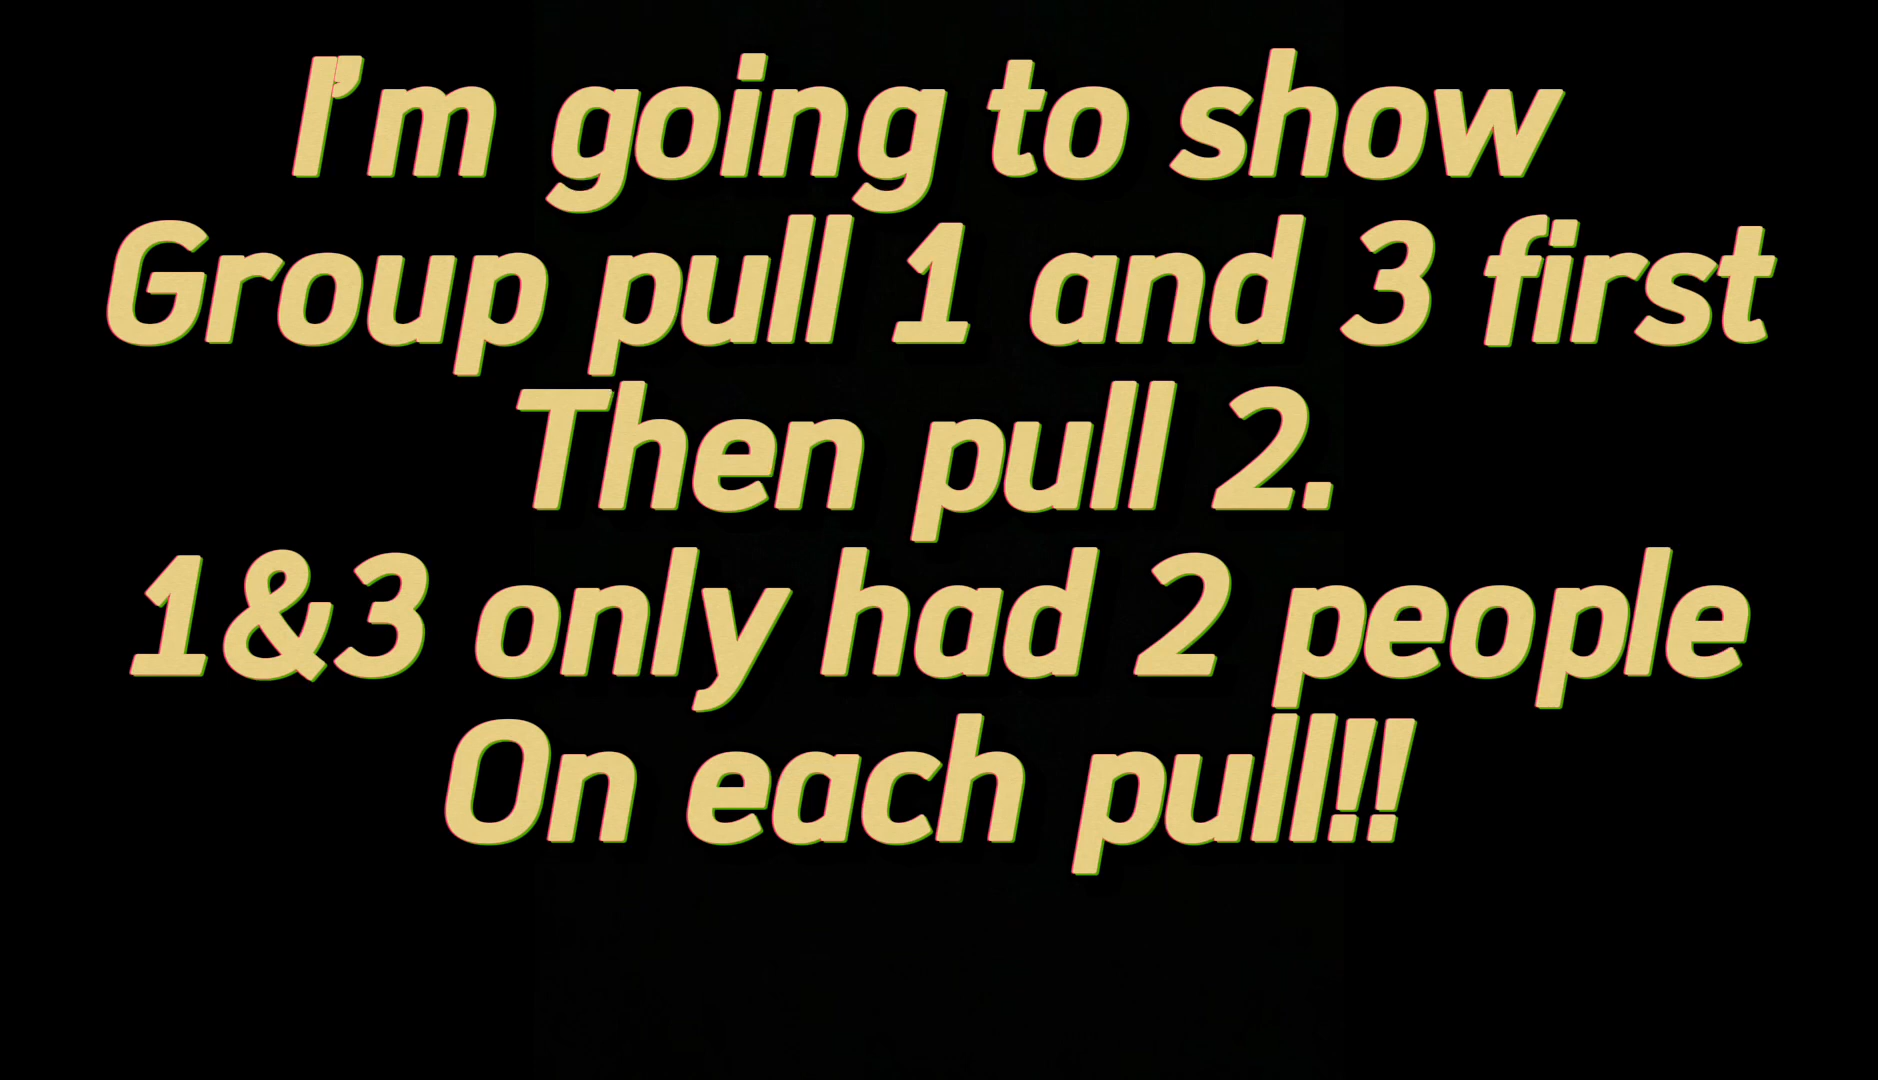 I'm going to show
Group pull 1 and 3 first
Then pull 2.
1&3 only had 2 people
On each pull!!